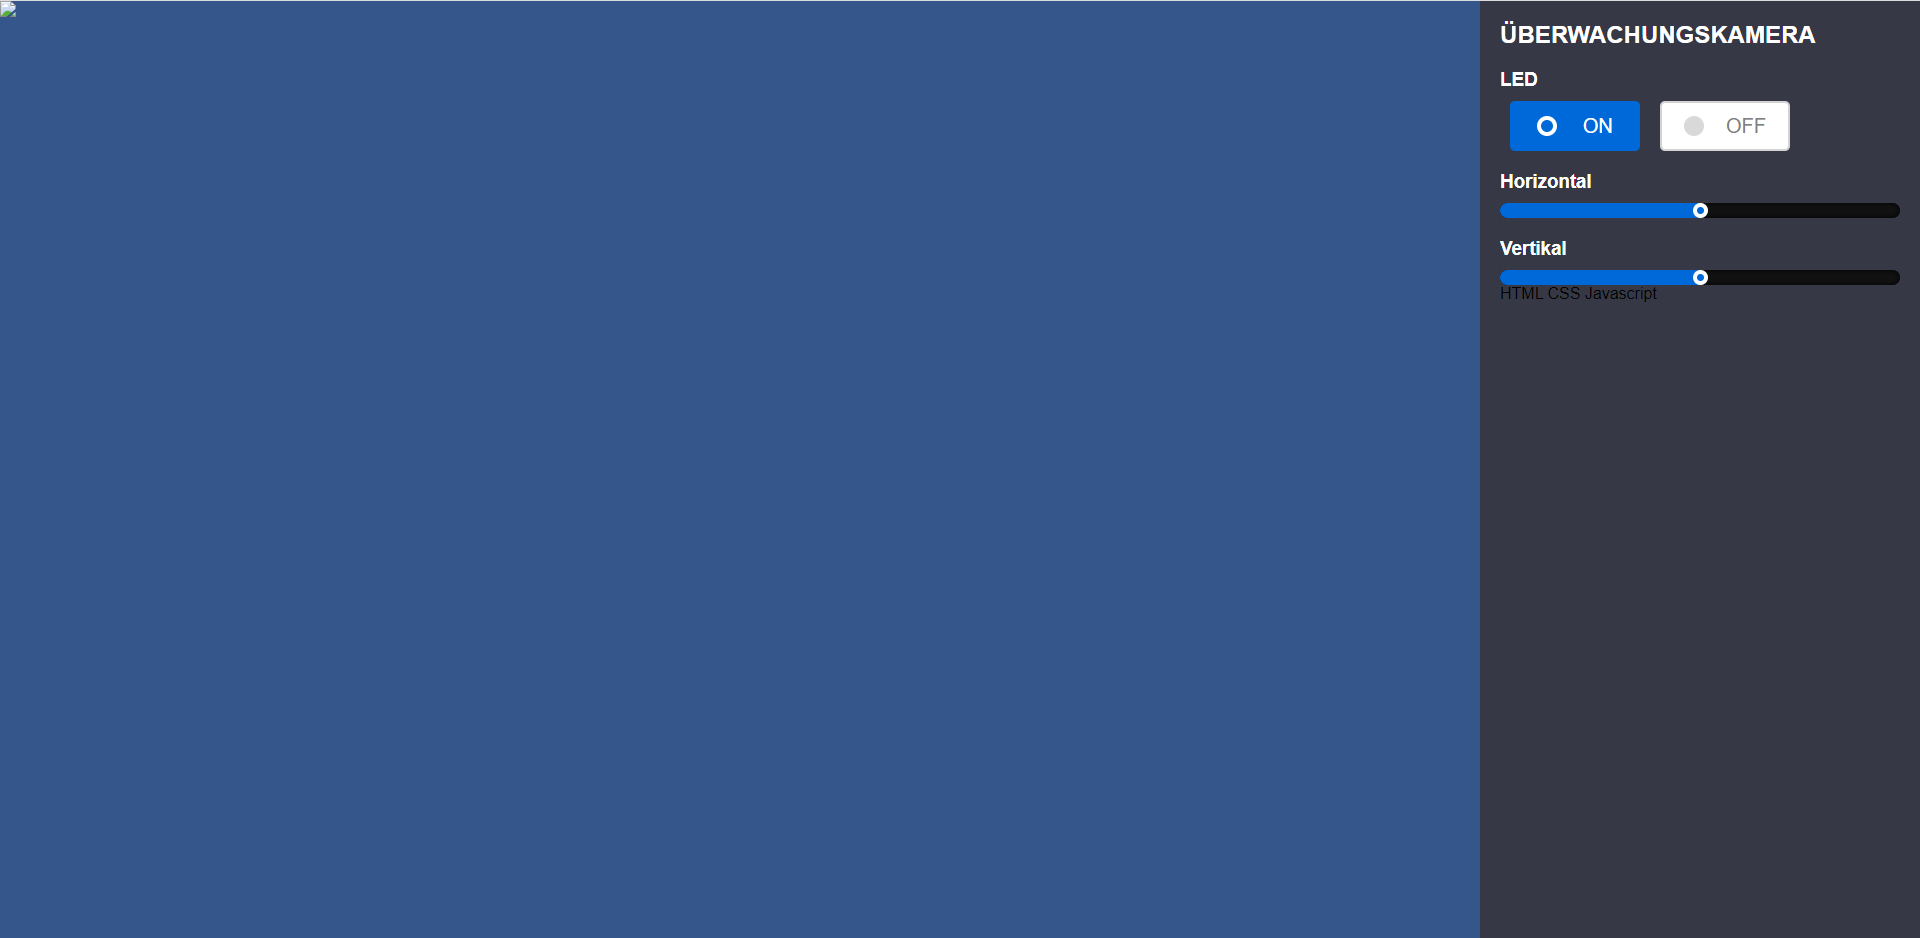 ÜBERWACHUNGSKAMERA
LED
ON OFF
Horizontal
Vertikal
HTML CSS Javascript